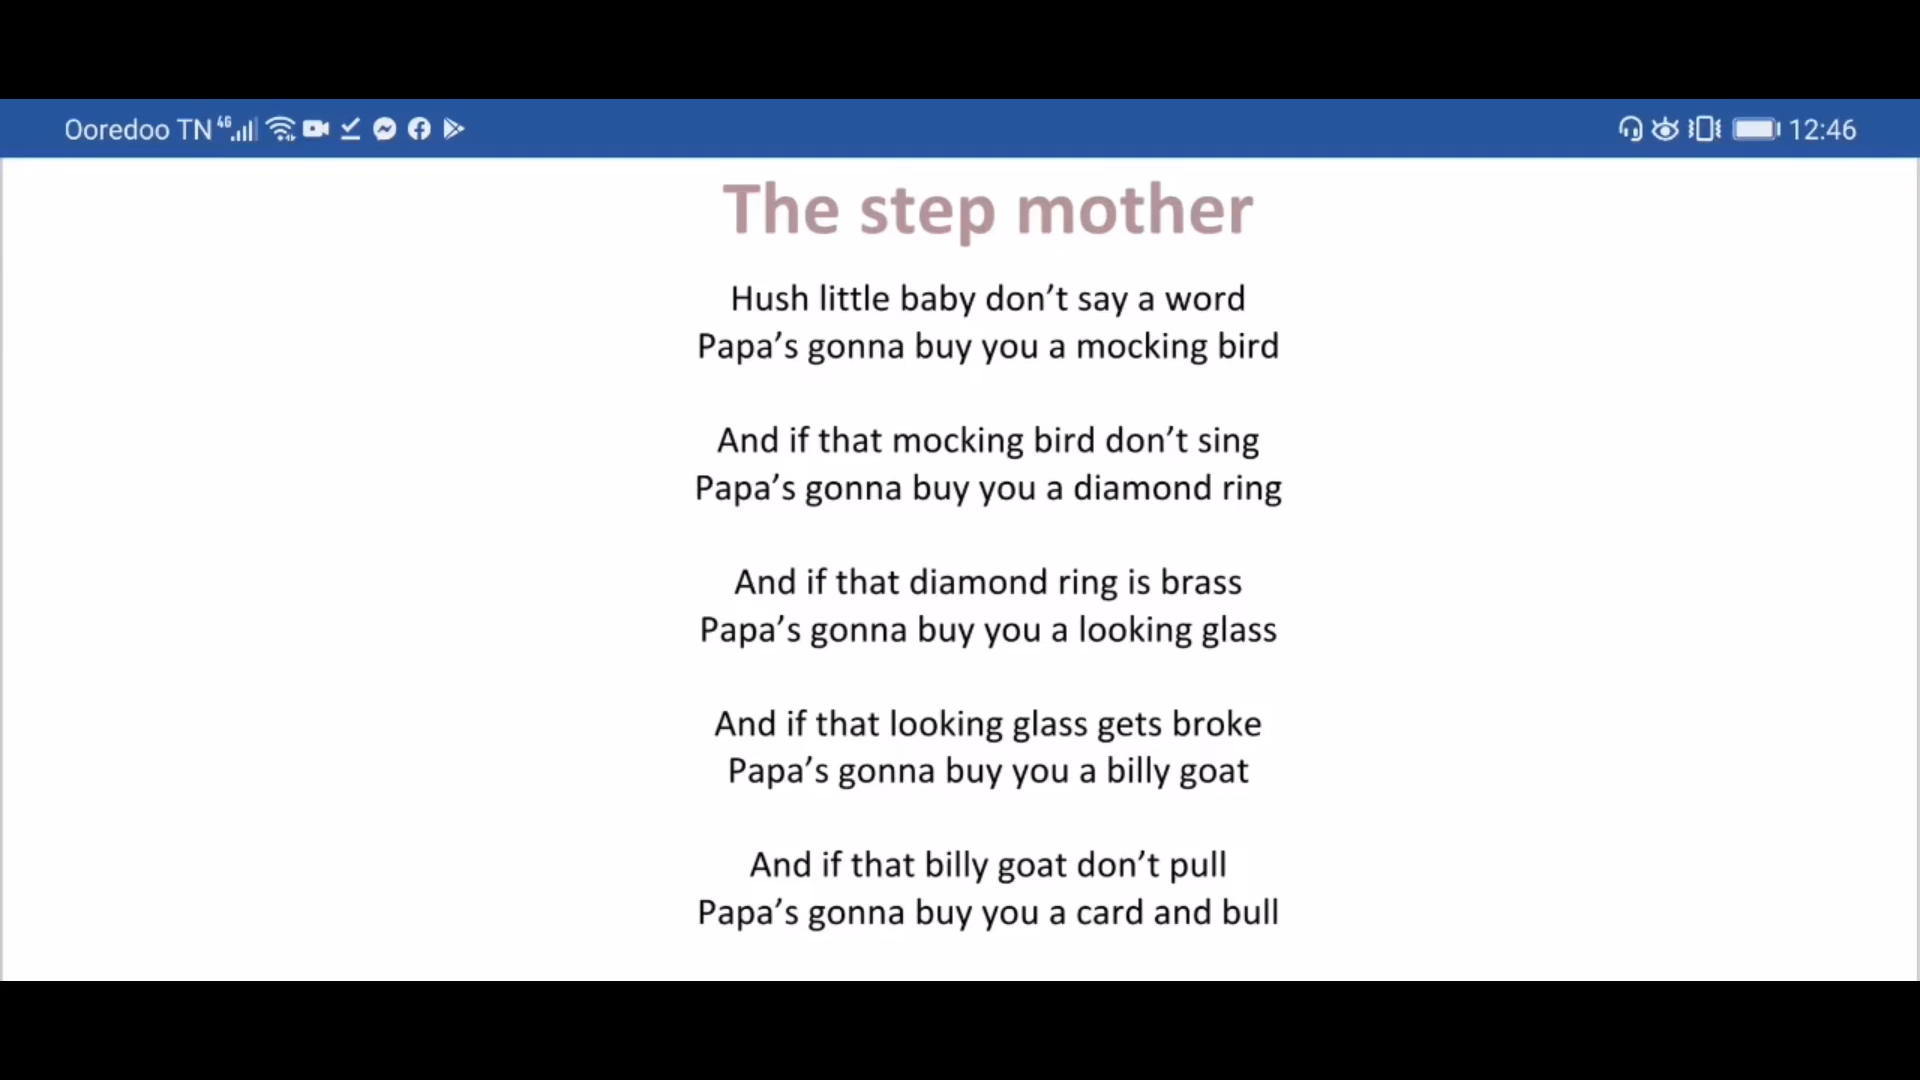 Ooredoo TN 4G 12:46
The step mother
Hush little baby don’t say a word
Papa’s gonna buy you a mocking bird
And if that mocking bird don’t sing
Papa’s gonna buy you a diamond ring
And if that diamond ring is brass
Papa’s gonna buy you a looking glass
And if that looking glass gets broke
Papa’s gonna buy you a billy goat
And if that billy goat don’t pull
Papa’s gonna buy you a card and bull